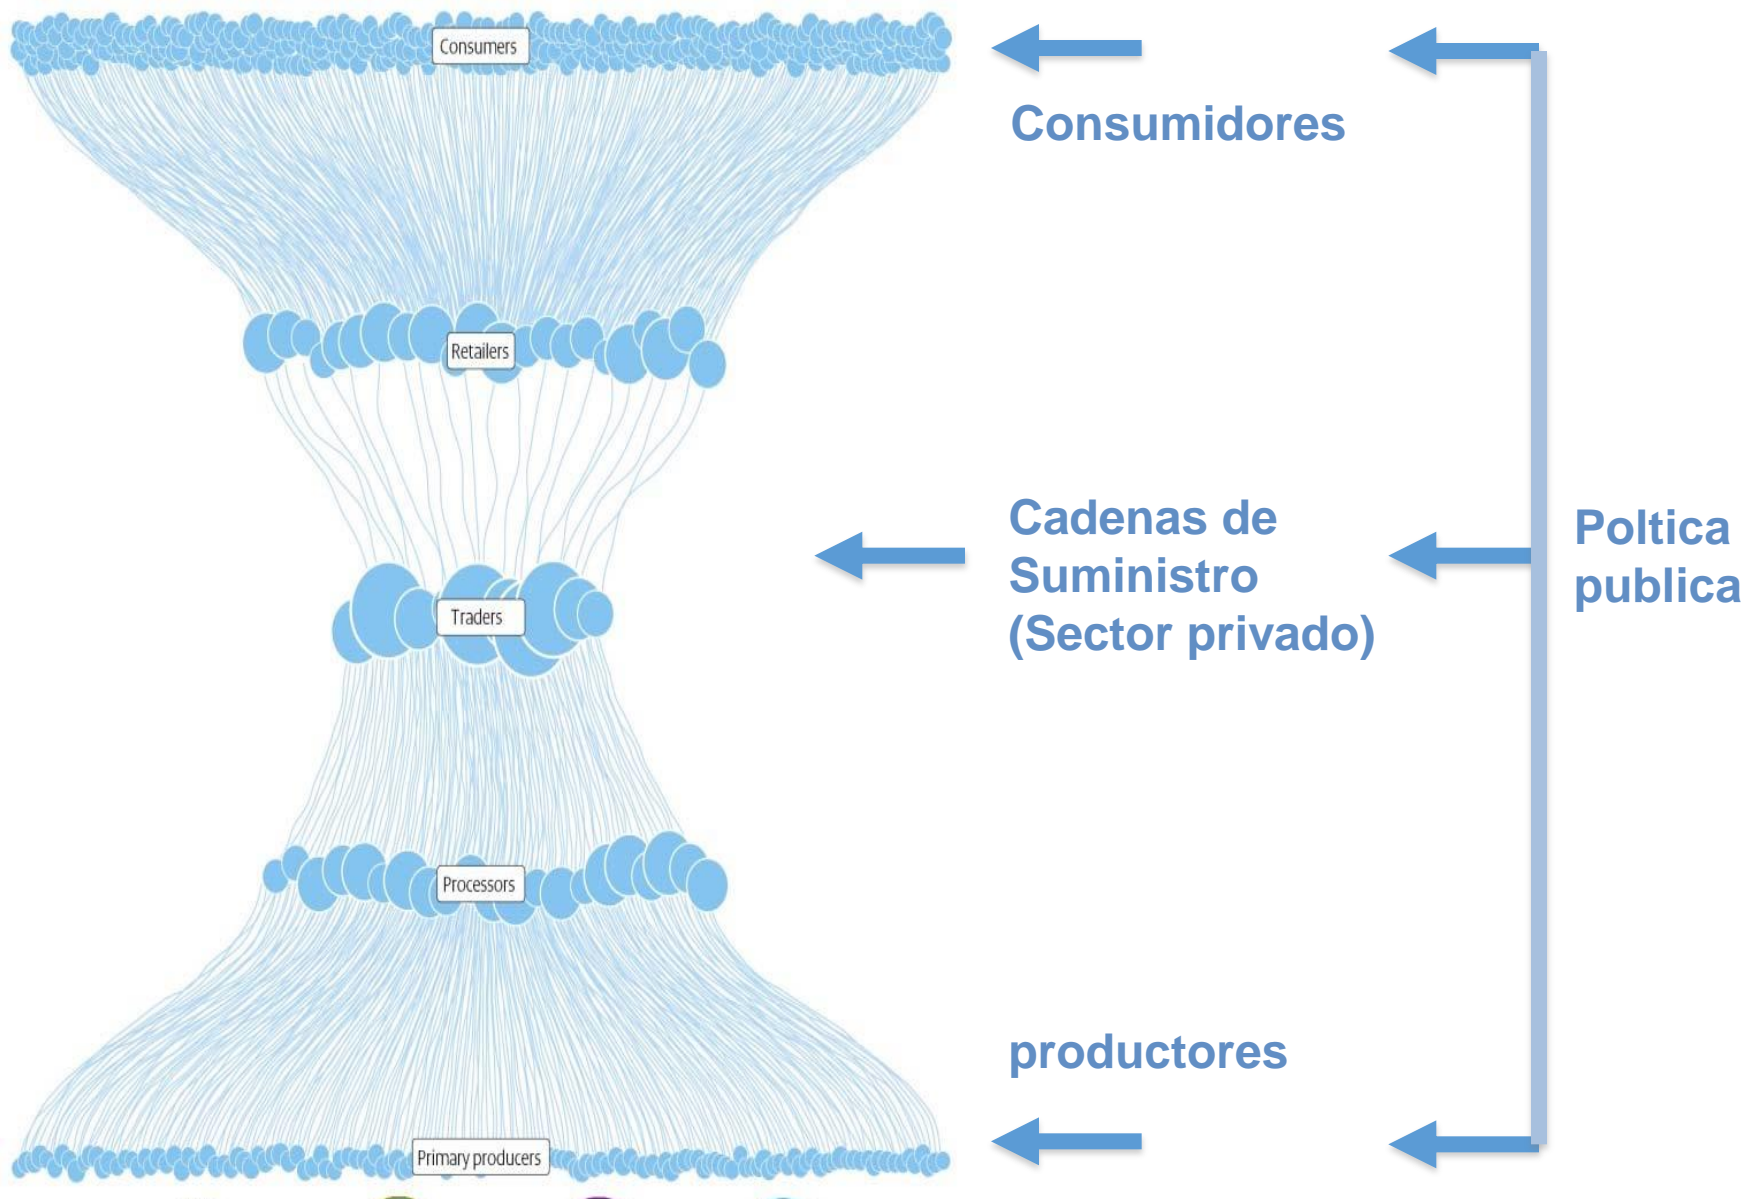 Consumers
Consumidores
Retailers
Cadenas de
Suministro
(Sector privado)
Poltica
publica
Traders
Processors
productores
Primary producers